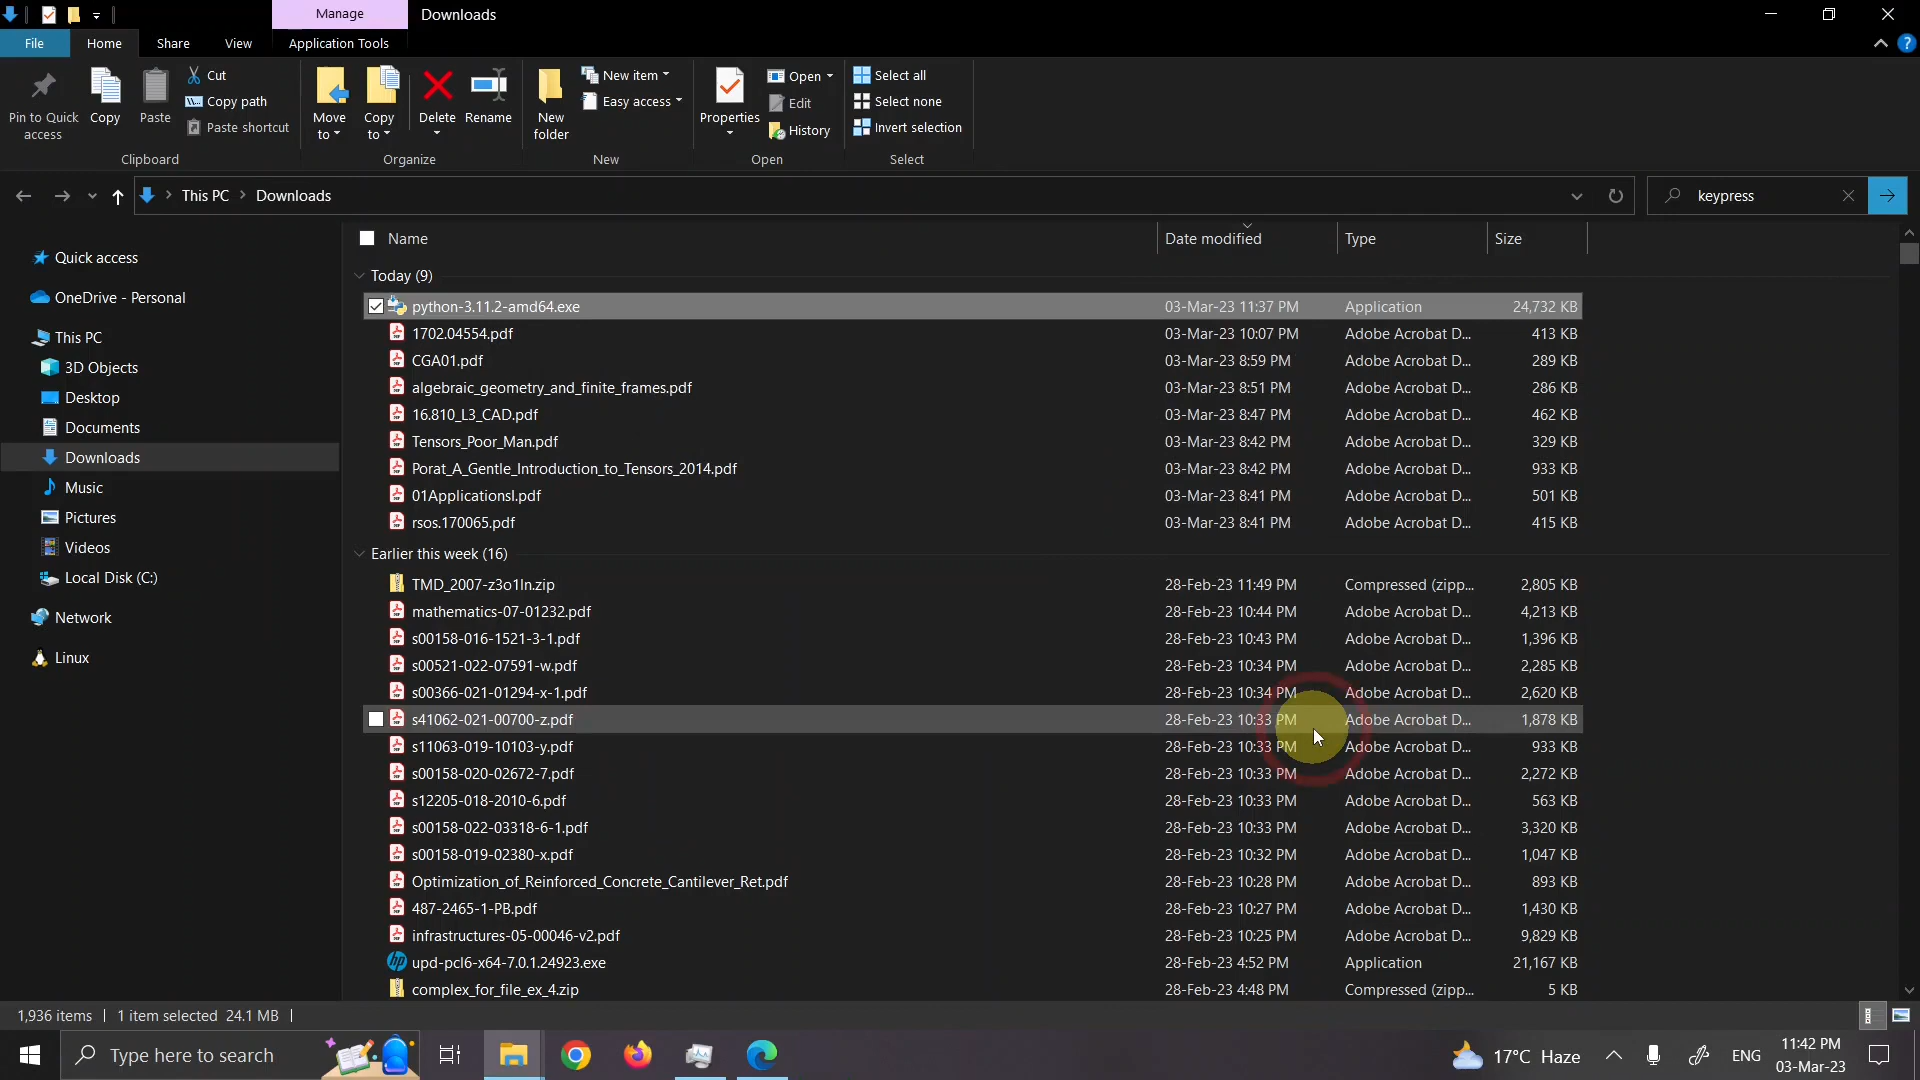 Manage
Downloads
File
Home
Share
View
Application Tools
Pin to Quick access
Copy
Paste
Cut
Copy path
Paste shortcut
Clipboard
Move to
Copy to
Delete
Rename
Organize
New folder
New item
Easy access
New
Properties
Open
Edit
History
Open
Select all
Select none
Invert selection
Select
This PC
Downloads
keypress
Name
Date modified
Type
Size
Quick access
OneDrive - Personal
This PC
3D Objects
Desktop
Documents
Downloads
Music
Pictures
Videos
Local Disk (C:)
Network
Linux
Today (9)
python-3.11.2-amd64.exe 03-Mar-23 11:37 PM Application 24,732 KB
1702.04554.pdf 03-Mar-23 10:07 PM Adobe Acrobat D... 413 KB
CGA01.pdf 03-Mar-23 8:59 PM Adobe Acrobat D... 289 KB
algebraic_geometry_and_finite_frames.pdf 03-Mar-23 8:51 PM Adobe Acrobat D... 286 KB
16.810_L3_CAD.pdf 03-Mar-23 8:47 PM Adobe Acrobat D... 462 KB
Tensors_Poor_Man.pdf 03-Mar-23 8:42 PM Adobe Acrobat D... 329 KB
Porat_A_Gentle_Introduction_to_Tensors_2014.pdf 03-Mar-23 8:42 PM Adobe Acrobat D... 933 KB
01ApplicationsI.pdf 03-Mar-23 8:41 PM Adobe Acrobat D... 501 KB
rsos.170065.pdf 03-Mar-23 8:41 PM Adobe Acrobat D... 415 KB
Earlier this week (16)
TMD_2007-z3o1ln.zip 28-Feb-23 11:49 PM Compressed (zipp... 2,805 KB
mathematics-07-01232.pdf 28-Feb-23 10:44 PM Adobe Acrobat D... 4,213 KB
s00158-016-1521-3-1.pdf 28-Feb-23 10:43 PM Adobe Acrobat D... 1,396 KB
s00521-022-07591-w.pdf 28-Feb-23 10:34 PM Adobe Acrobat D... 2,285 KB
s00366-021-01294-x-1.pdf 28-Feb-23 10:34 PM Adobe Acrobat D... 2,620 KB
s41062-021-00700-z.pdf 28-Feb-23 10:33 PM Adobe Acrobat D... 1,878 KB
s11063-019-10103-y.pdf 28-Feb-23 10:33 PM Adobe Acrobat D... 933 KB
s00158-020-02672-7.pdf 28-Feb-23 10:33 PM Adobe Acrobat D... 2,272 KB
s12205-018-2010-6.pdf 28-Feb-23 10:33 PM Adobe Acrobat D... 563 KB
s00158-022-03318-6-1.pdf 28-Feb-23 10:33 PM Adobe Acrobat D... 3,320 KB
s00158-019-02380-x.pdf 28-Feb-23 10:32 PM Adobe Acrobat D... 1,047 KB
Optimization_of_Reinforced_Concrete_Cantilever_Ret.pdf 28-Feb-23 10:28 PM Adobe Acrobat D... 893 KB
487-2465-1-PB.pdf 28-Feb-23 10:27 PM Adobe Acrobat D... 1,430 KB
infrastructures-05-00046-v2.pdf 28-Feb-23 10:25 PM Adobe Acrobat D... 9,829 KB
upd-pcl6-x64-7.0.1.24923.exe 28-Feb-23 4:52 PM Application 21,167 KB
complex_for_file_ex_4.zip 28-Feb-23 4:48 PM Compressed (zipp... 5 KB
1,936 items
1 item selected 24.1 MB
Type here to search
17°C Haze
ENG
11:42 PM
03-Mar-23